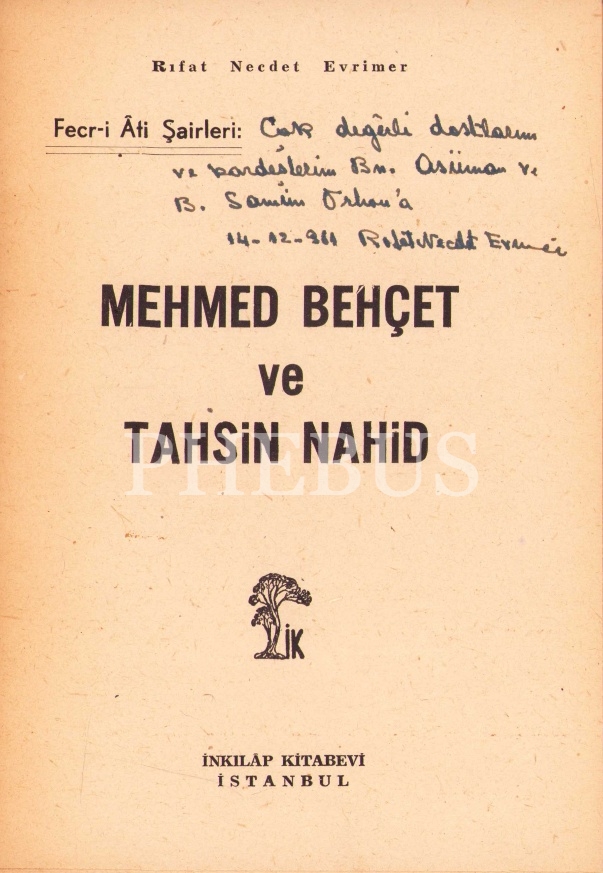 Rıfat Necdet Evrimer
Fecr-i Âti Şairleri: Çok değerli dostlarım
ve kardeşlerim Bn. Asüman ve
B. Samim Orhon'a
14-12-961 Rıfat Necdet Evrimer
MEHMED BEHÇET
ve
TAHSİN NAHİD
PHEBUS
İK
İNKILÂP KİTABEVİ
İSTANBUL